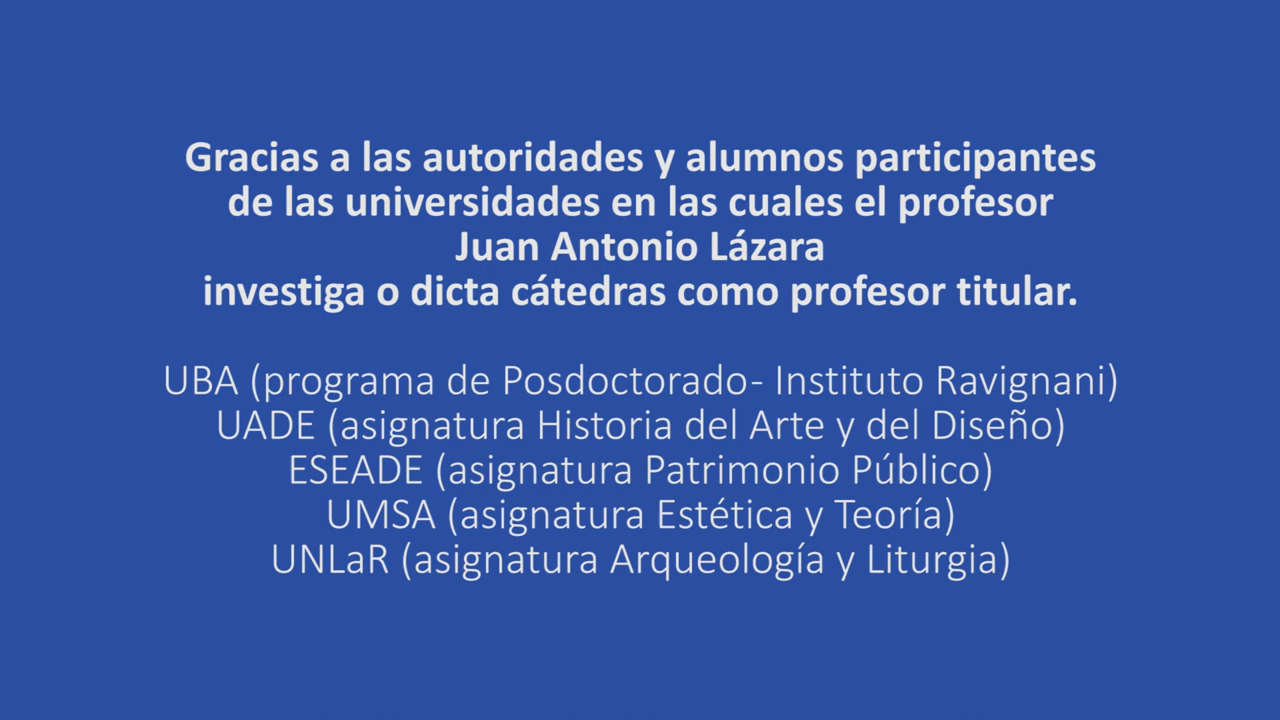 Gracias a las autoridades y alumnos participantes
de las universidades en las cuales el profesor
Juan Antonio Lázara
investiga o dicta cátedras como profesor titular.
UBA (programa de Posdoctorado- Instituto Ravignani)
UADE (asignatura Historia del Arte y del Diseño)
ESEADE (asignatura Patrimonio Público)
UMSA (asignatura Estética y Teoría)
UNLaR (asignatura Arqueología y Liturgia)